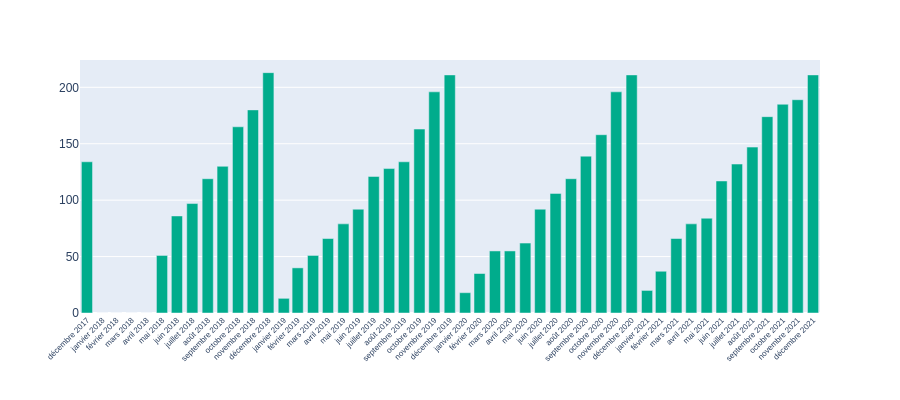 200
150
100
50
0
décembre 2017
janvier 2018
février 2018
mars 2018
avril 2018
mai 2018
juin 2018
juillet 2018
août 2018
septembre 2018
octobre 2018
novembre 2018
décembre 2018
janvier 2019
février 2019
mars 2019
avril 2019
mai 2019
juin 2019
juillet 2019
août 2019
septembre 2019
octobre 2019
novembre 2019
décembre 2019
janvier 2020
février 2020
mars 2020
avril 2020
mai 2020
juin 2020
juillet 2020
août 2020
septembre 2020
octobre 2020
novembre 2020
décembre 2020
janvier 2021
février 2021
mars 2021
avril 2021
mai 2021
juin 2021
juillet 2021
août 2021
septembre 2021
octobre 2021
novembre 2021
décembre 2021